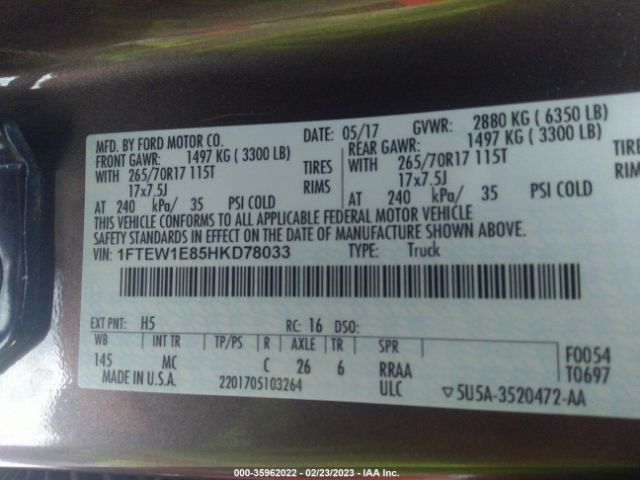 MFD. BY FORD MOTOR CO. DATE: 05/17 GVWR: 2880 KG ( 6350 LB)
FRONT GAWR: 1497 KG ( 3300 LB) REAR GAWR: 1497 KG ( 3300 LB)
WITH 265/70R17 115T TIRES WITH 265/70R17 115T TIRES
17x7.5J RIMS 17x7.5J RIMS
AT 240 kPa/ 35 PSI COLD AT 240 kPa/ 35 PSI COLD
THIS VEHICLE CONFORMS TO ALL APPLICABLE FEDERAL MOTOR VEHICLE
SAFETY STANDARDS IN EFFECT ON THE DATE OF MANUFACTURE SHOWN ABOVE.
VIN: 1FTEW1E85HKD78033 TYPE: Truck
EXT PNT: H5 RC: 16 DSO:
WB INT TR TP/PS R AXLE TR SPR F0054
145 MC C 26 6 RRAA T0697
MADE IN U.S.A. 2201705103264 ULC ▽5U5A-3520472-AA
000-35962022 - 02/23/2023 - IAA Inc.